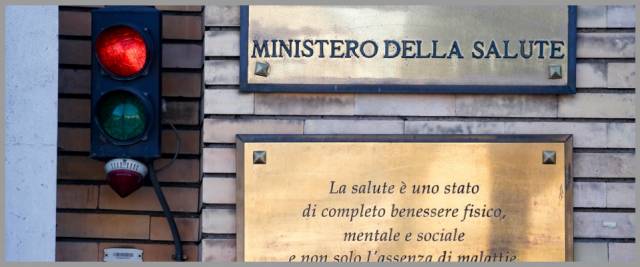 MINISTERO DELLA SALUTE
La salute è uno stato
di completo benessere fisico,
mentale e sociale
e non solo l'assenza di malattie